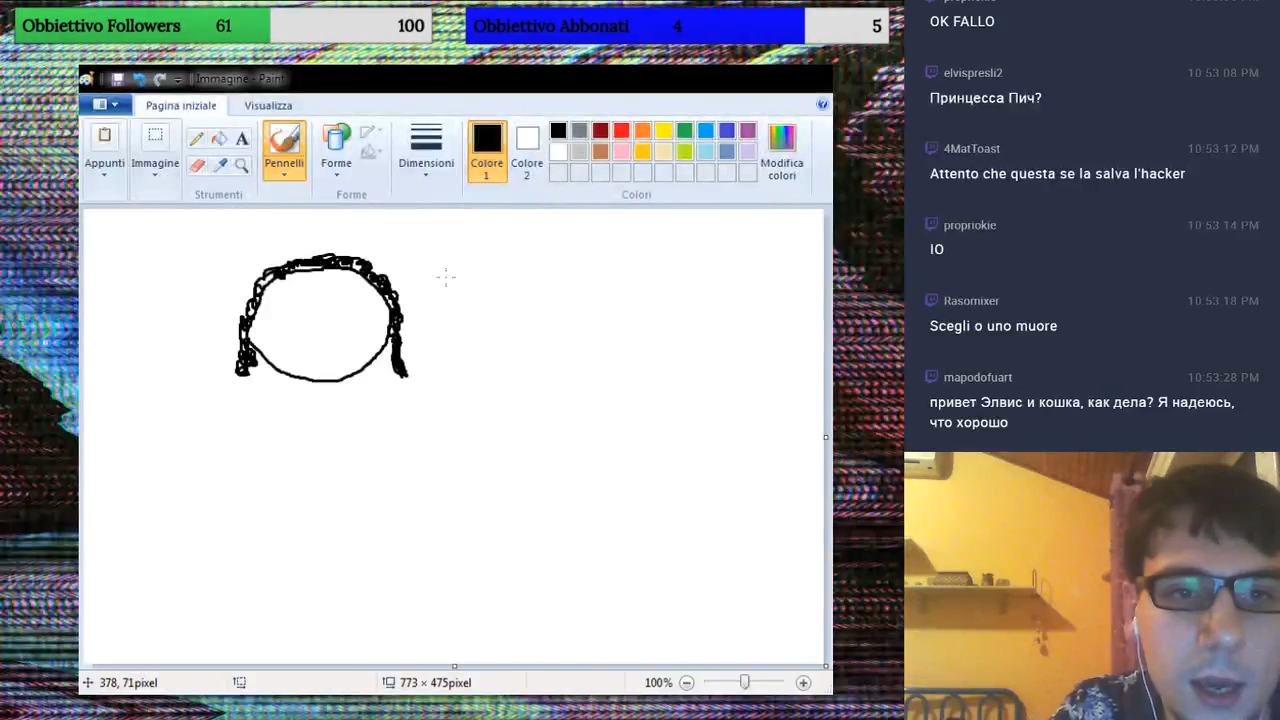 Obbiettivo Followers 61 100
Obbiettivo Abbonati 4 5
Immagine - Paint
Pagina iniziale Visualizza
Appunti Immagine Strumenti Pennelli Forme Dimensioni Colore 1 Colore 2 Modifica colori
Forme Colori
378, 71pixel 773 × 475pixel 100%
OK FALLO
elvispresli2 10:53:08 PM
Принцесса Пич?
4MatToast 10:53:12 PM
Attento che questa se la salva l'hacker
propriokie 10:53:14 PM
IO
Rasomixer 10:53:18 PM
Scegli o uno muore
mapodofuart 10:53:28 PM
привет Элвис и кошка, как дела? Я надеюсь,
что хорошо